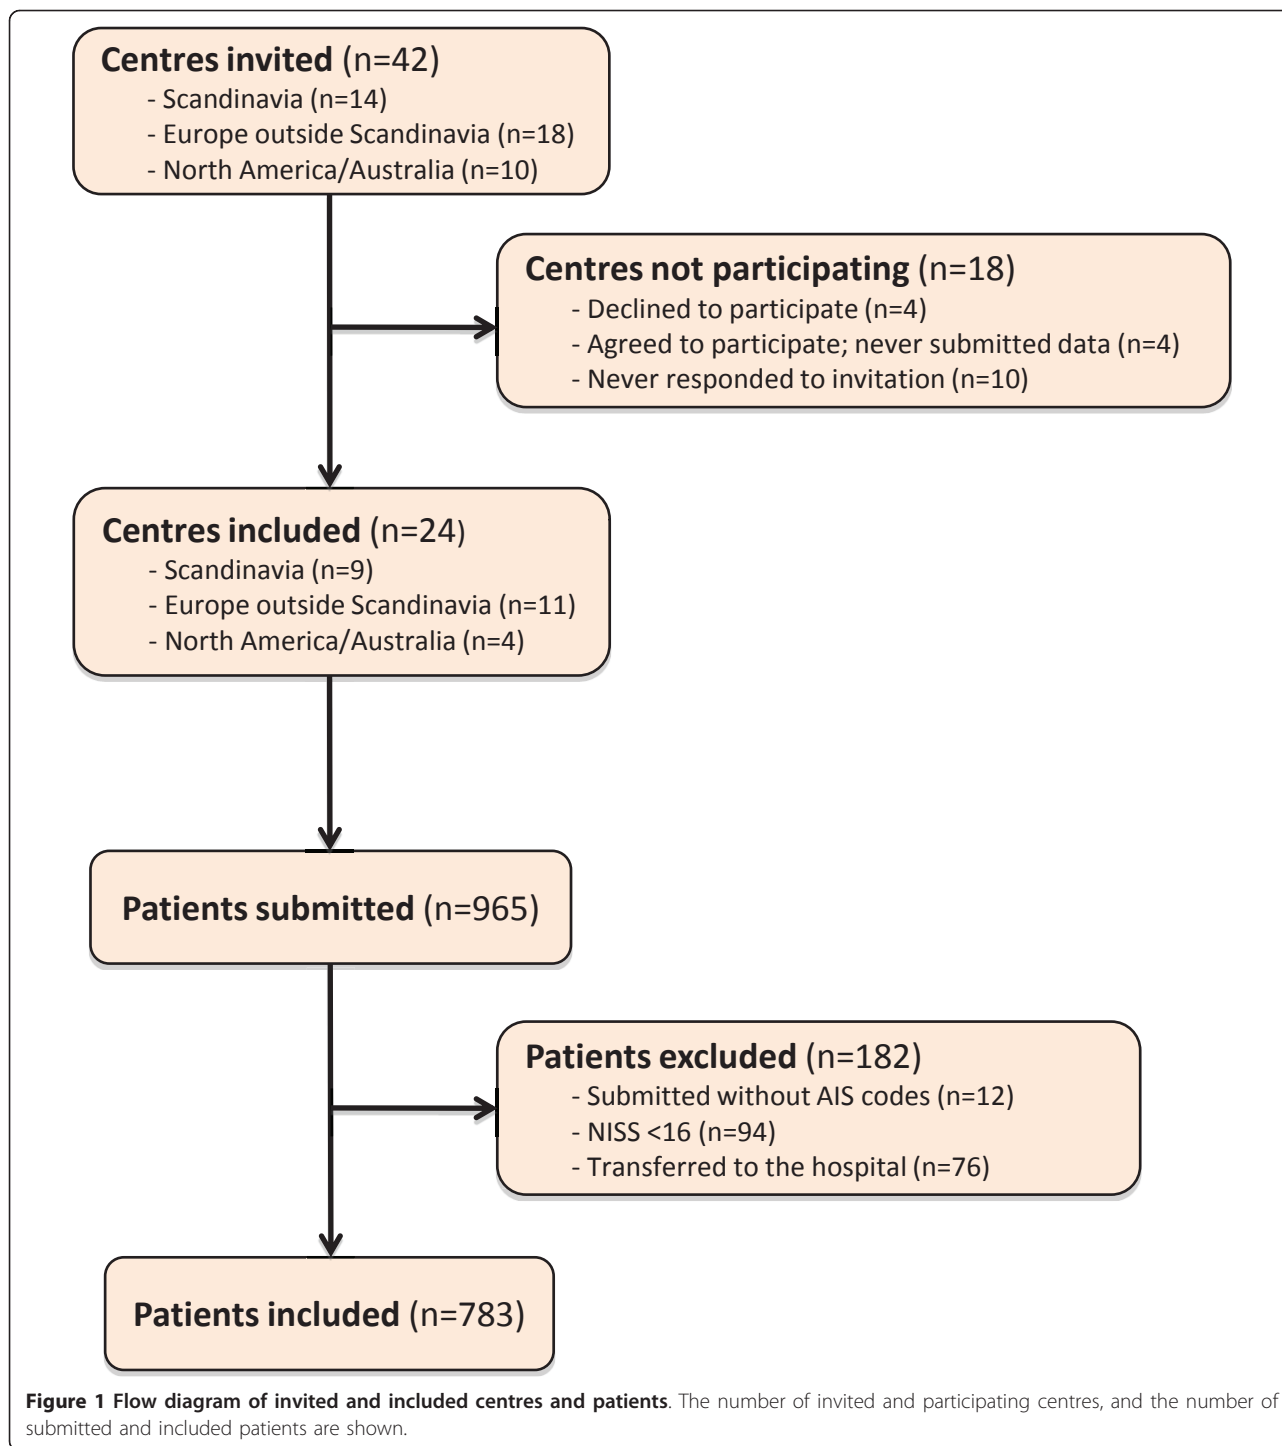 Centres invited (n=42)
- Scandinavia (n=14)
- Europe outside Scandinavia (n=18)
- North America/Australia (n=10)
Centres not participating (n=18)
- Declined to participate (n=4)
- Agreed to participate; never submitted data (n=4)
- Never responded to invitation (n=10)
Centres included (n=24)
- Scandinavia (n=9)
- Europe outside Scandinavia (n=11)
- North America/Australia (n=4)
Patients submitted (n=965)
Patients excluded (n=182)
- Submitted without AIS codes (n=12)
- NISS <16 (n=94)
- Transferred to the hospital (n=76)
Patients included (n=783)
Figure 1 Flow diagram of invited and included centres and patients. The number of invited and participating centres, and the number of
submitted and included patients are shown.